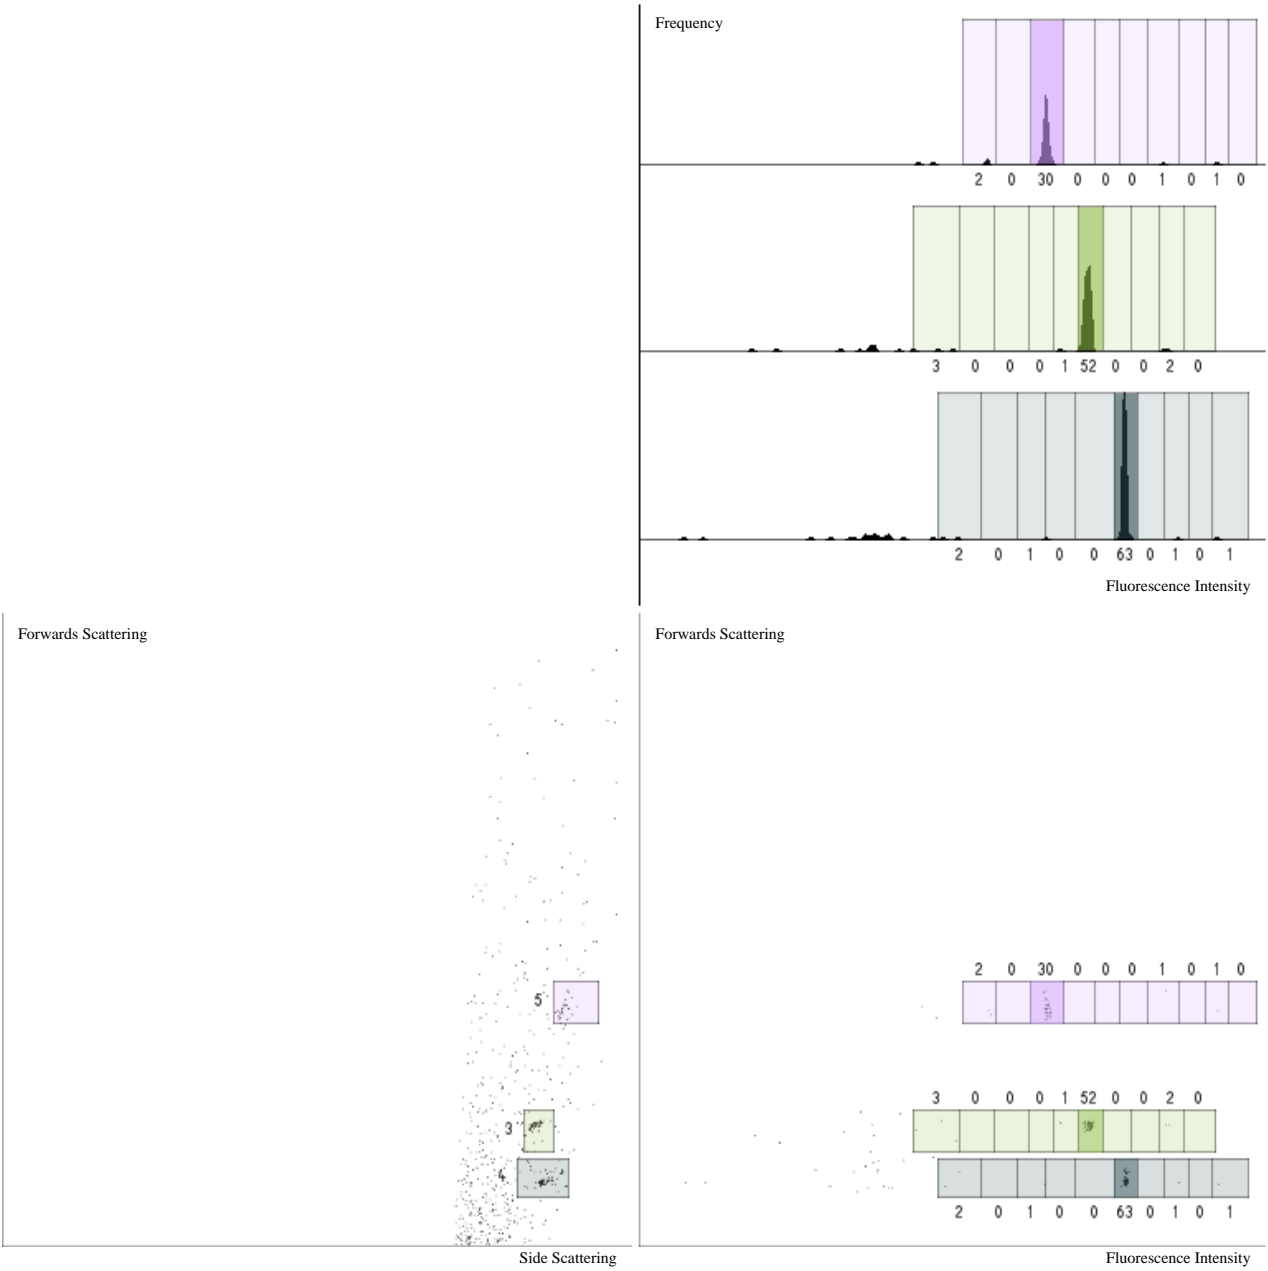 Frequency
2 0 30 0 0 0 1 0 1 0
3 0 0 0 1 52 0 0 2 0
2 0 1 0 0 63 0 1 0 1
Fluorescence Intensity
Forwards Scattering
5
3
4
Side Scattering
Forwards Scattering
2 0 30 0 0 0 1 0 1 0
3 0 0 0 1 52 0 0 2 0
2 0 1 0 0 63 0 1 0 1
Fluorescence Intensity